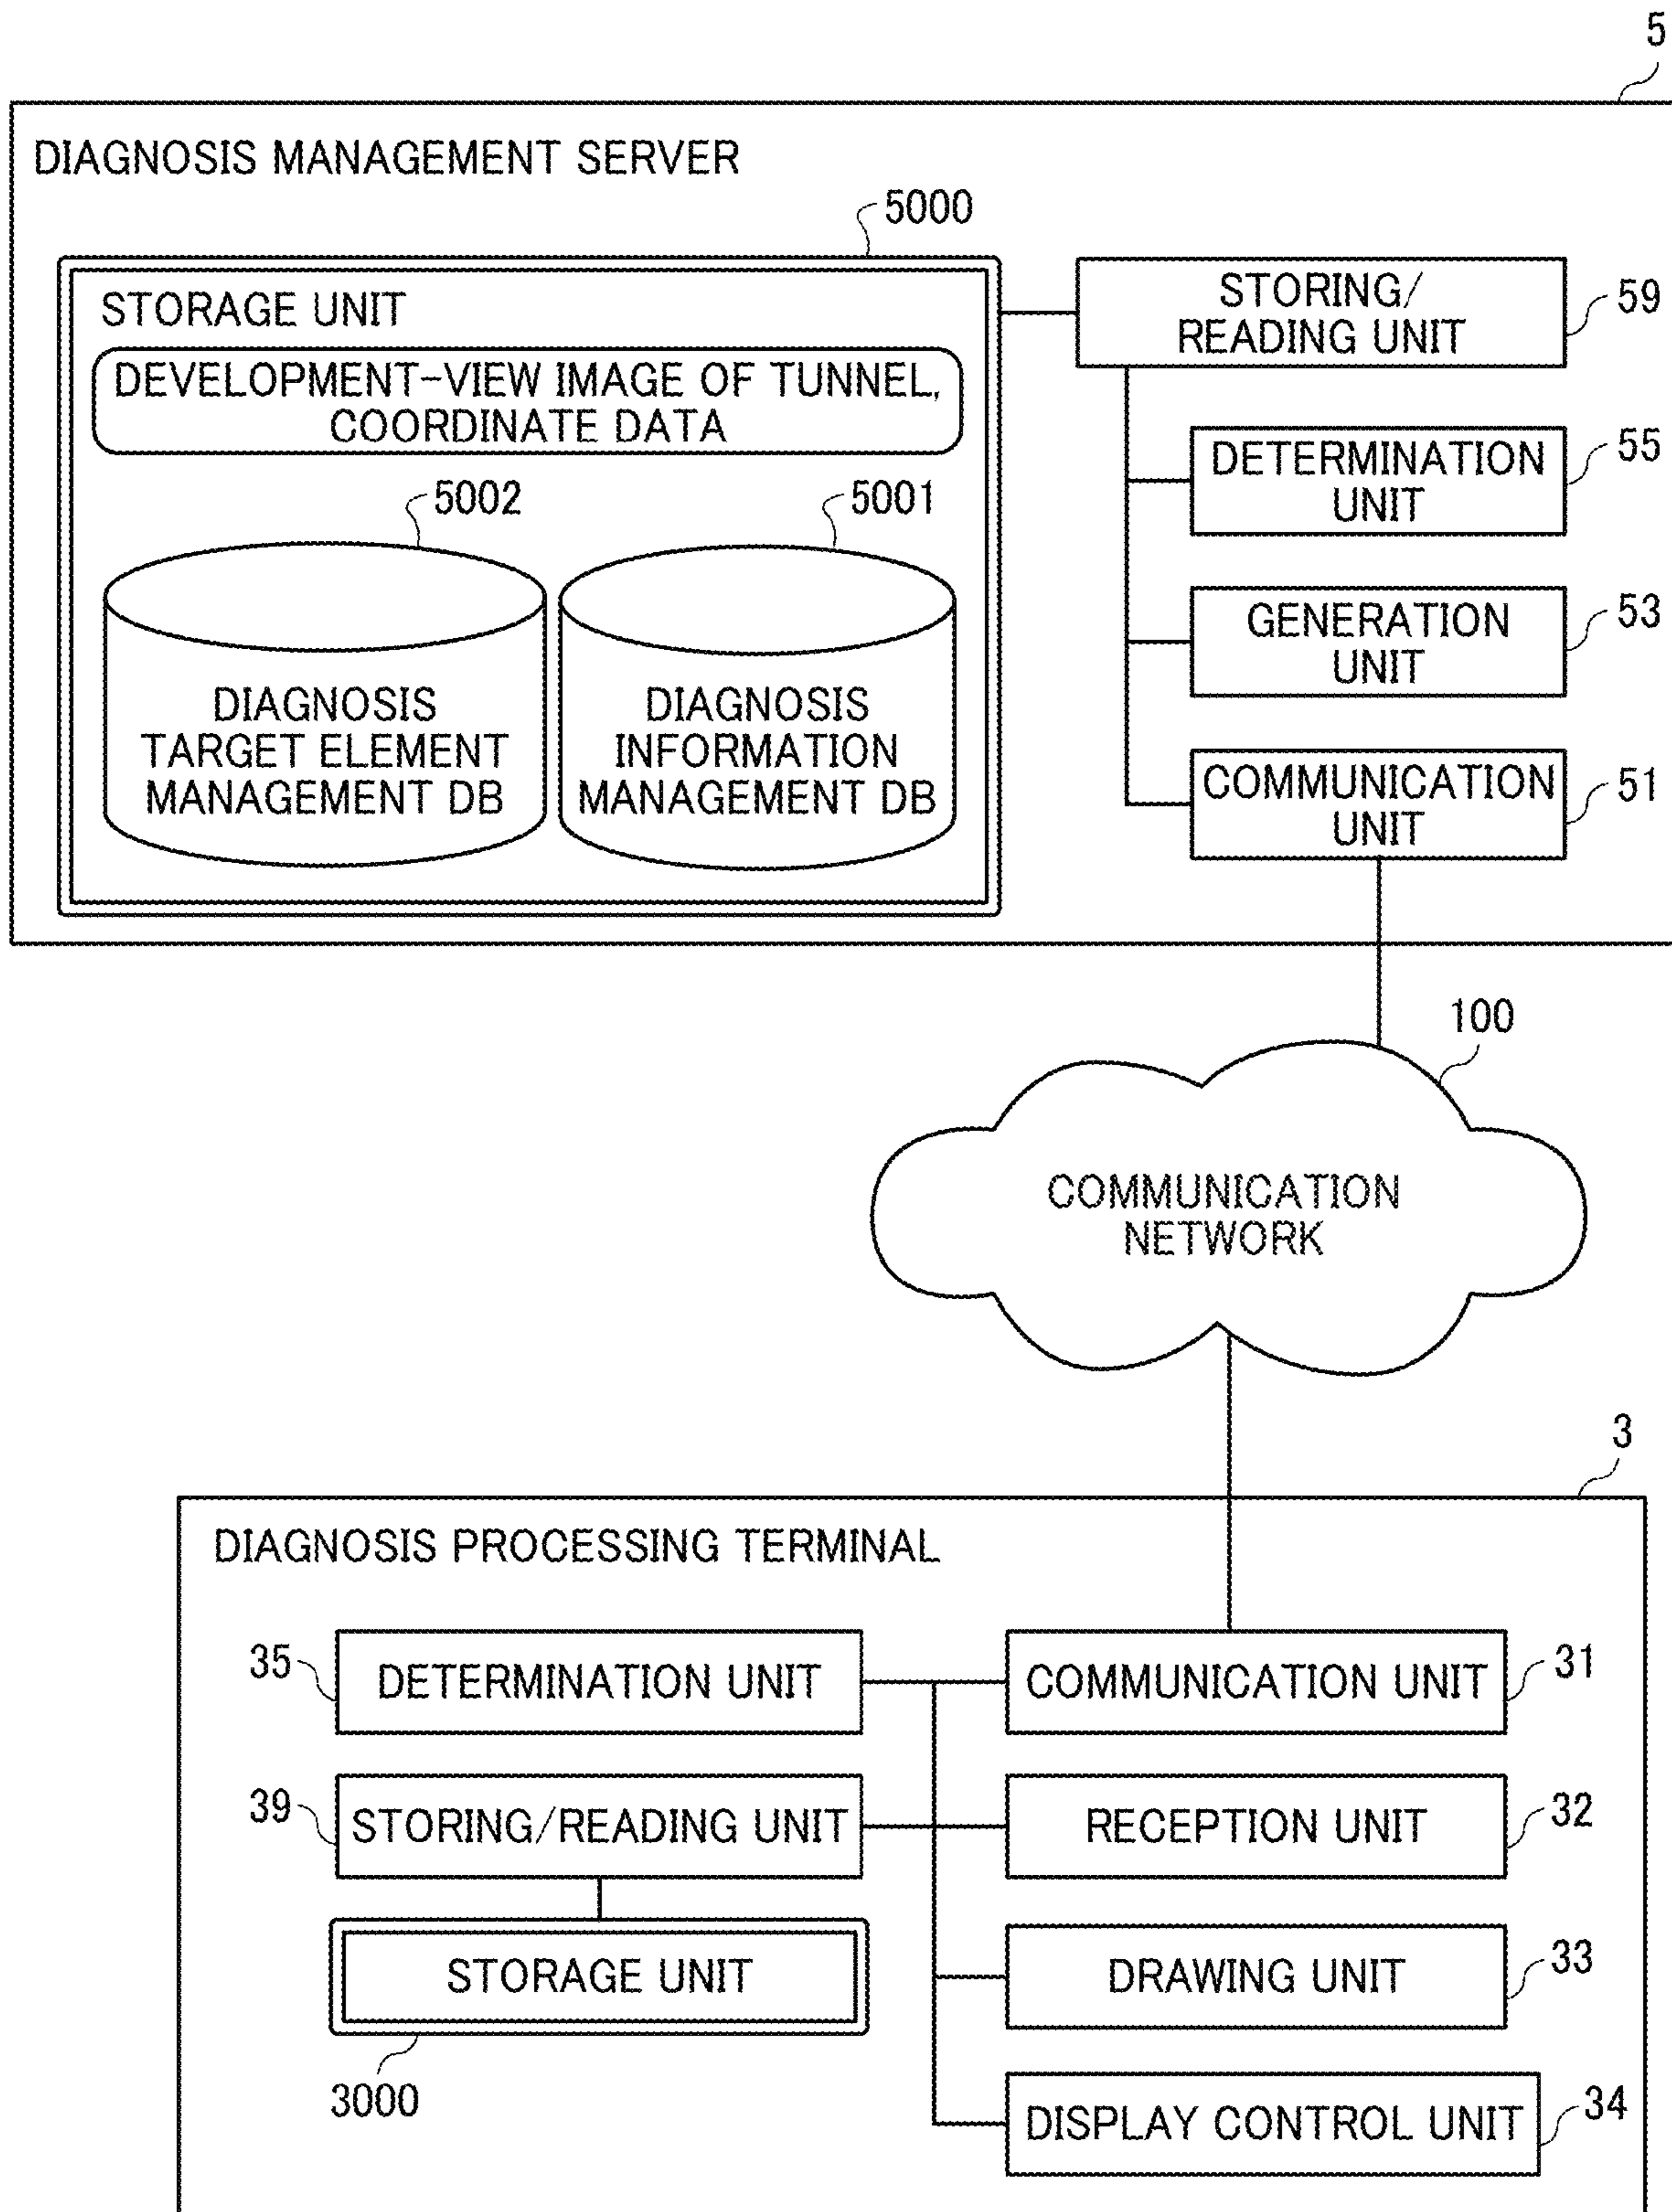 5
DIAGNOSIS MANAGEMENT SERVER
5000
STORAGE UNIT
DEVELOPMENT-VIEW IMAGE OF TUNNEL,
COORDINATE DATA
5002
5001
DIAGNOSIS
TARGET ELEMENT
MANAGEMENT DB
DIAGNOSIS
INFORMATION
MANAGEMENT DB
STORING/
READING UNIT
59
DETERMINATION
UNIT
55
GENERATION
UNIT
53
COMMUNICATION
UNIT
51
100
COMMUNICATION
NETWORK
3
DIAGNOSIS PROCESSING TERMINAL
35
DETERMINATION UNIT
COMMUNICATION UNIT
31
39
STORING/READING UNIT
RECEPTION UNIT
32
STORAGE UNIT
3000
DRAWING UNIT
33
DISPLAY CONTROL UNIT
34